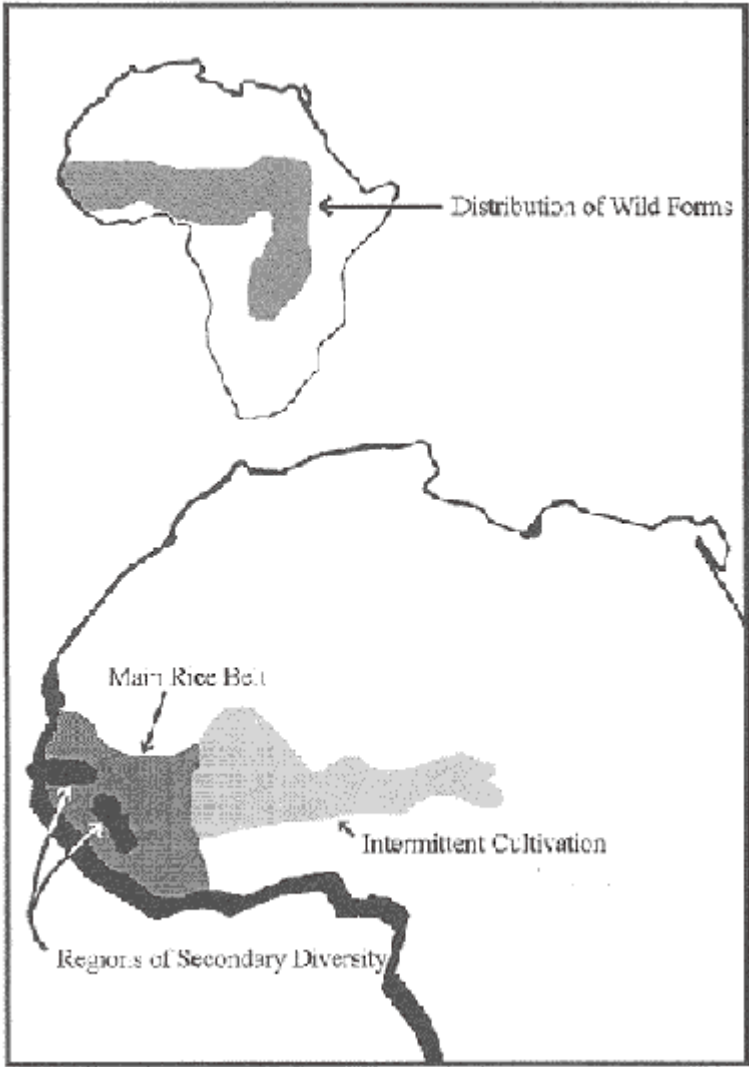 Distribution of Wild Forms
Main Rice Belt
Intermittent Cultivation
Regions of Secondary Diversity